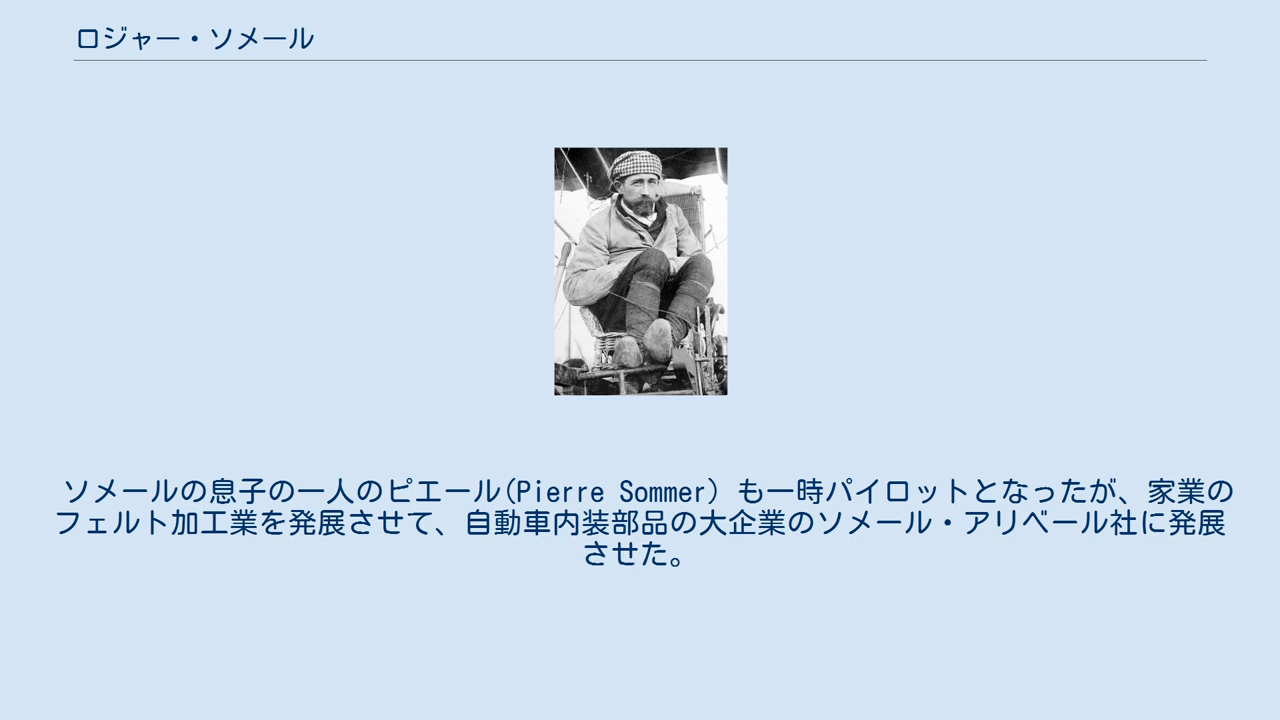 ロジャー・ソメール
ソメールの息子の一人のピエール(Pierre Sommer) も一時パイロットとなったが、家業の
フェルト加工業を発展させて、自動車内装部品の大企業のソメール・アリベール社に発展
させた。